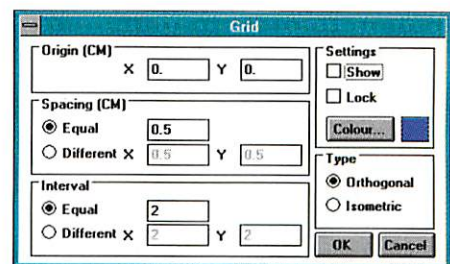 Grid
Origin (CM)
X 0. Y 0.
Spacing (CM)
Equal 0.5
Different X 0.5 Y 0.5
Interval
Equal 2
Different X 2 Y 2
Settings
Show
Lock
Colour...
Type
Orthogonal
Isometric
OK Cancel